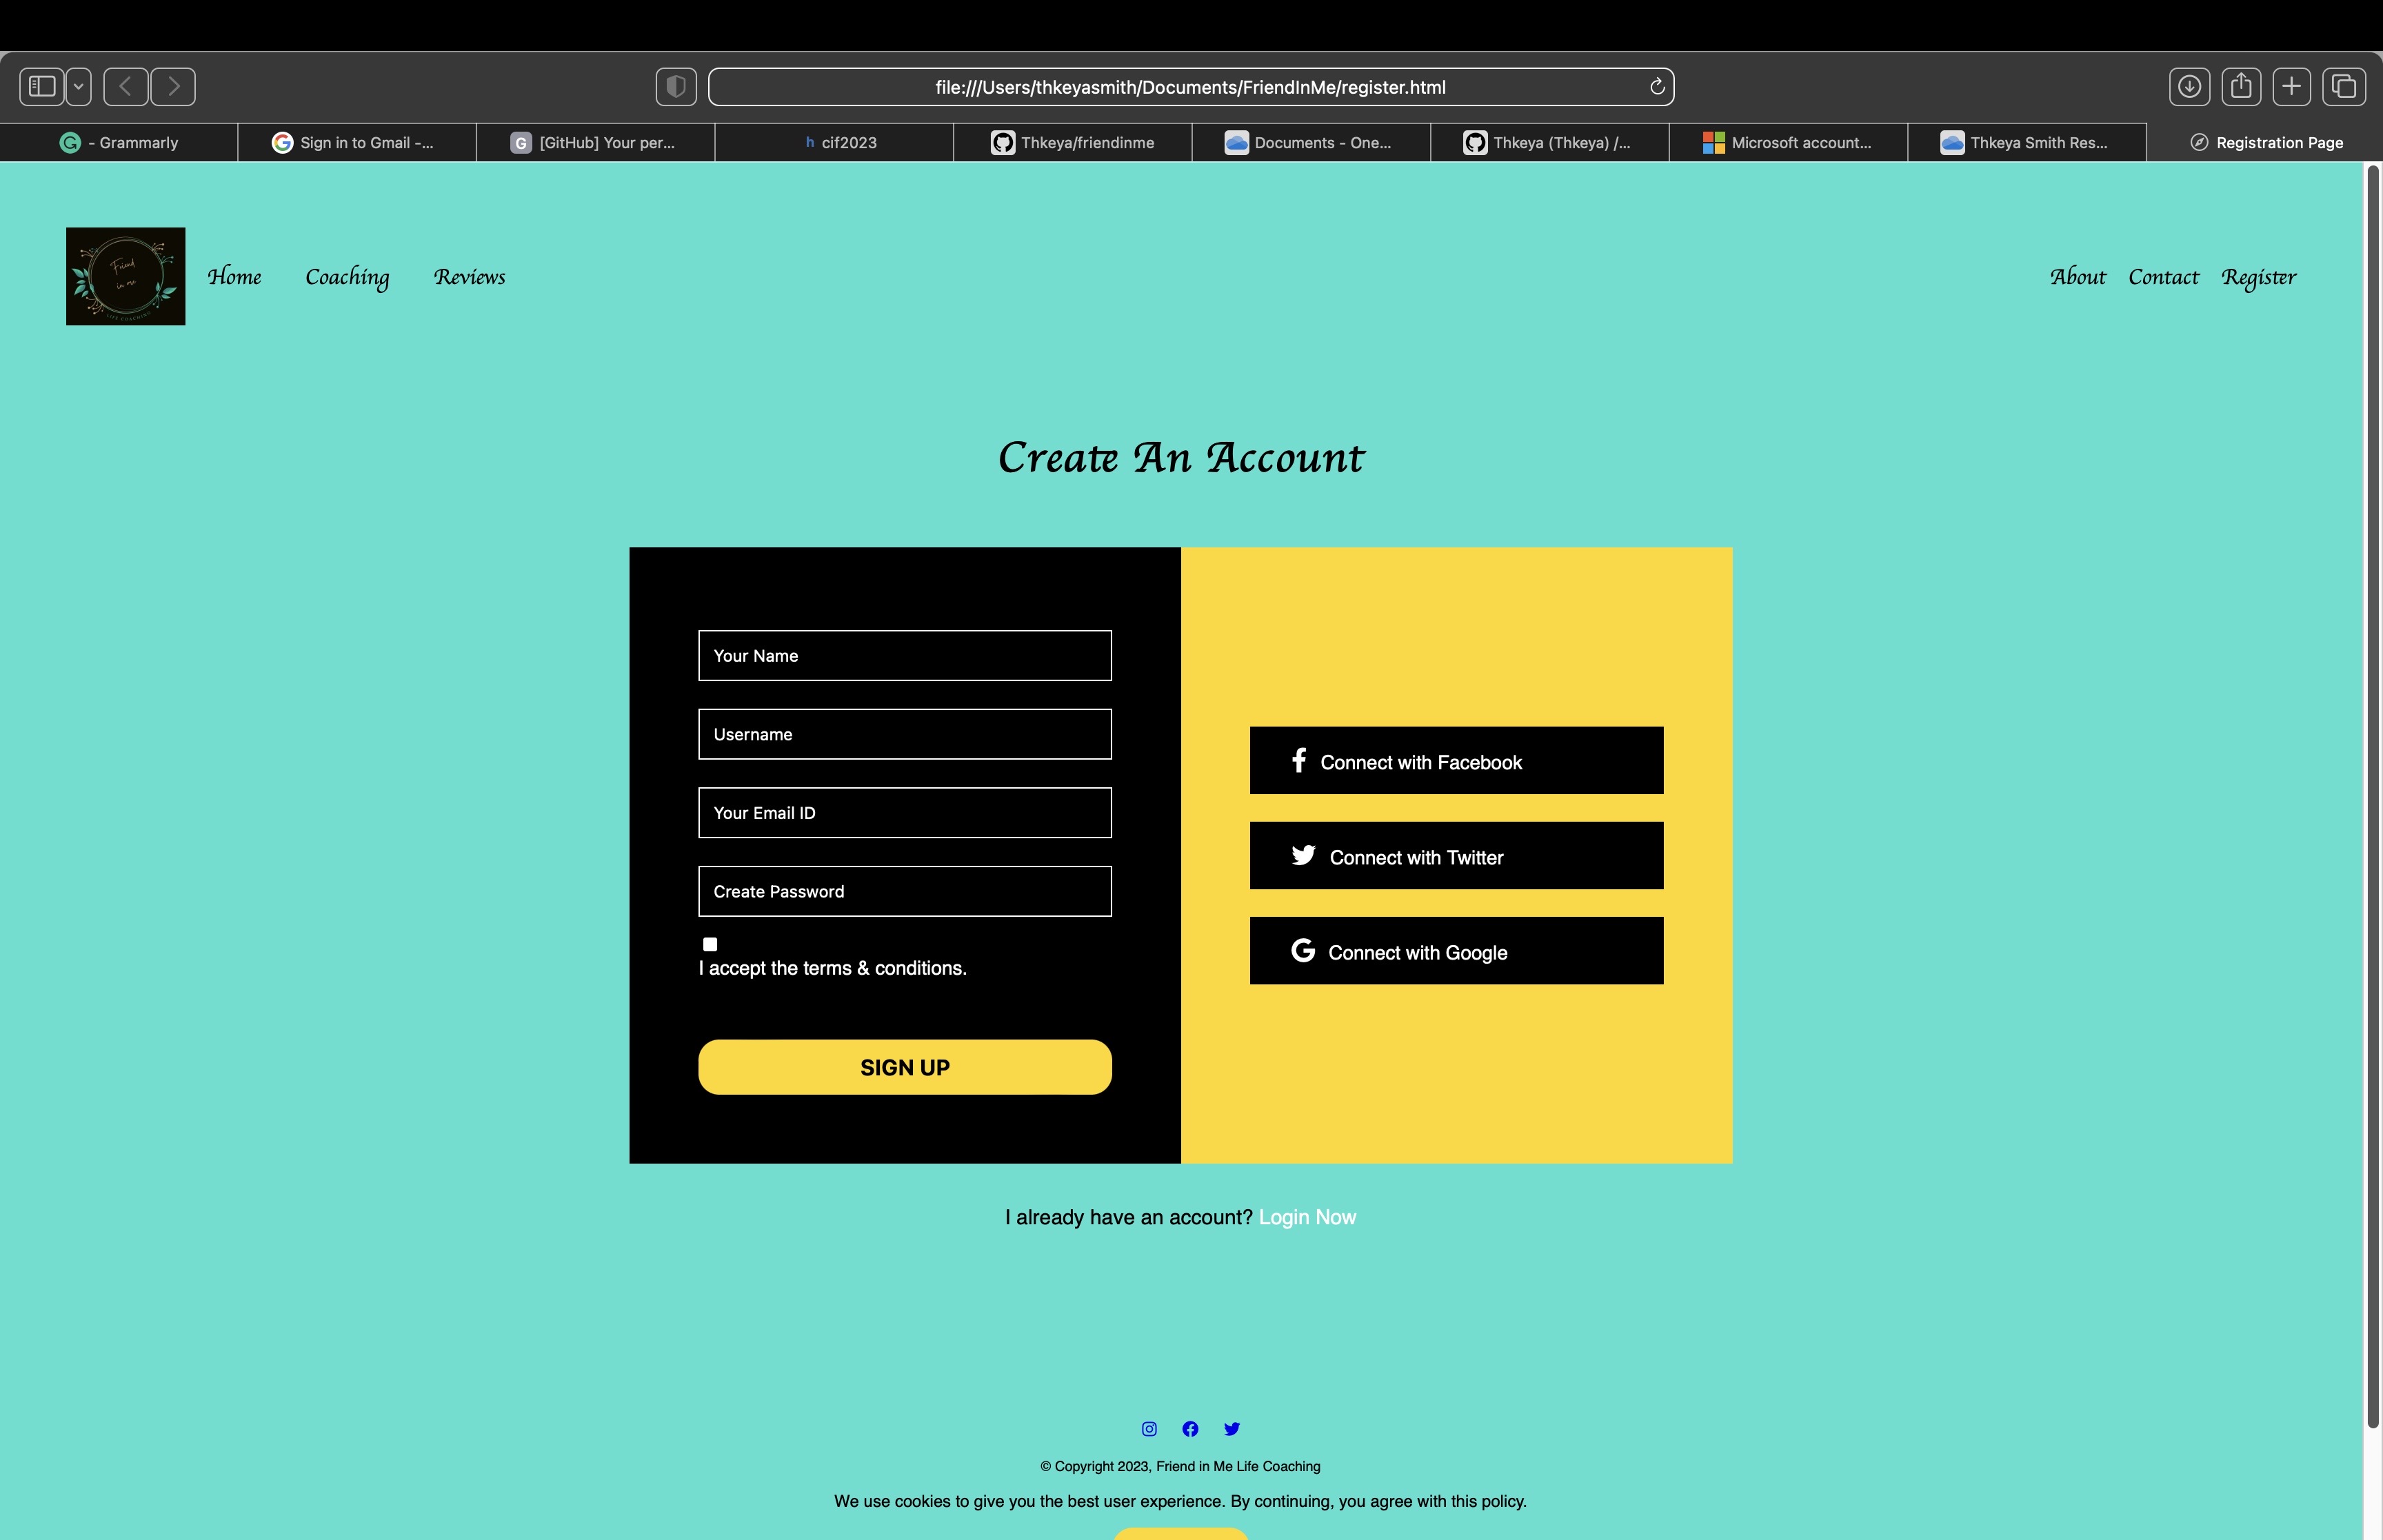 file:///Users/thkeyasmith/Documents/FriendInMe/register.html
- Grammarly
Sign in to Gmail -...
G [GitHub] Your per...
h cif2023
Thkeya/friendinme
Documents - One...
Thkeya (Thkeya) /...
Microsoft account...
Thkeya Smith Res...
Registration Page
Friend
in me
LIFE COACHING
Home Coaching Reviews
About Contact Register
Create An Account
Your Name
Username
Your Email ID
Create Password
I accept the terms & conditions.
SIGN UP
Connect with Facebook
Connect with Twitter
Connect with Google
I already have an account? Login Now
© Copyright 2023, Friend in Me Life Coaching
We use cookies to give you the best user experience. By continuing, you agree with this policy.